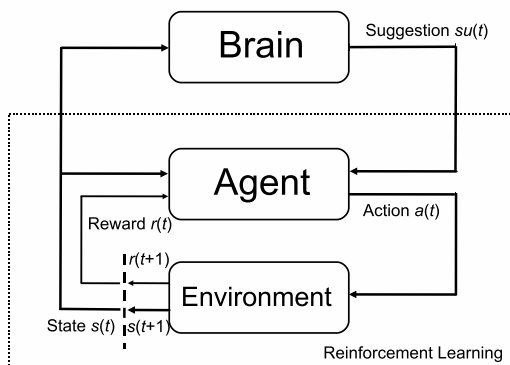 Brain
Suggestion su(t)
Agent
Reward r(t)
Action a(t)
r(t+1)
Environment
State s(t)
s(t+1)
Reinforcement Learning